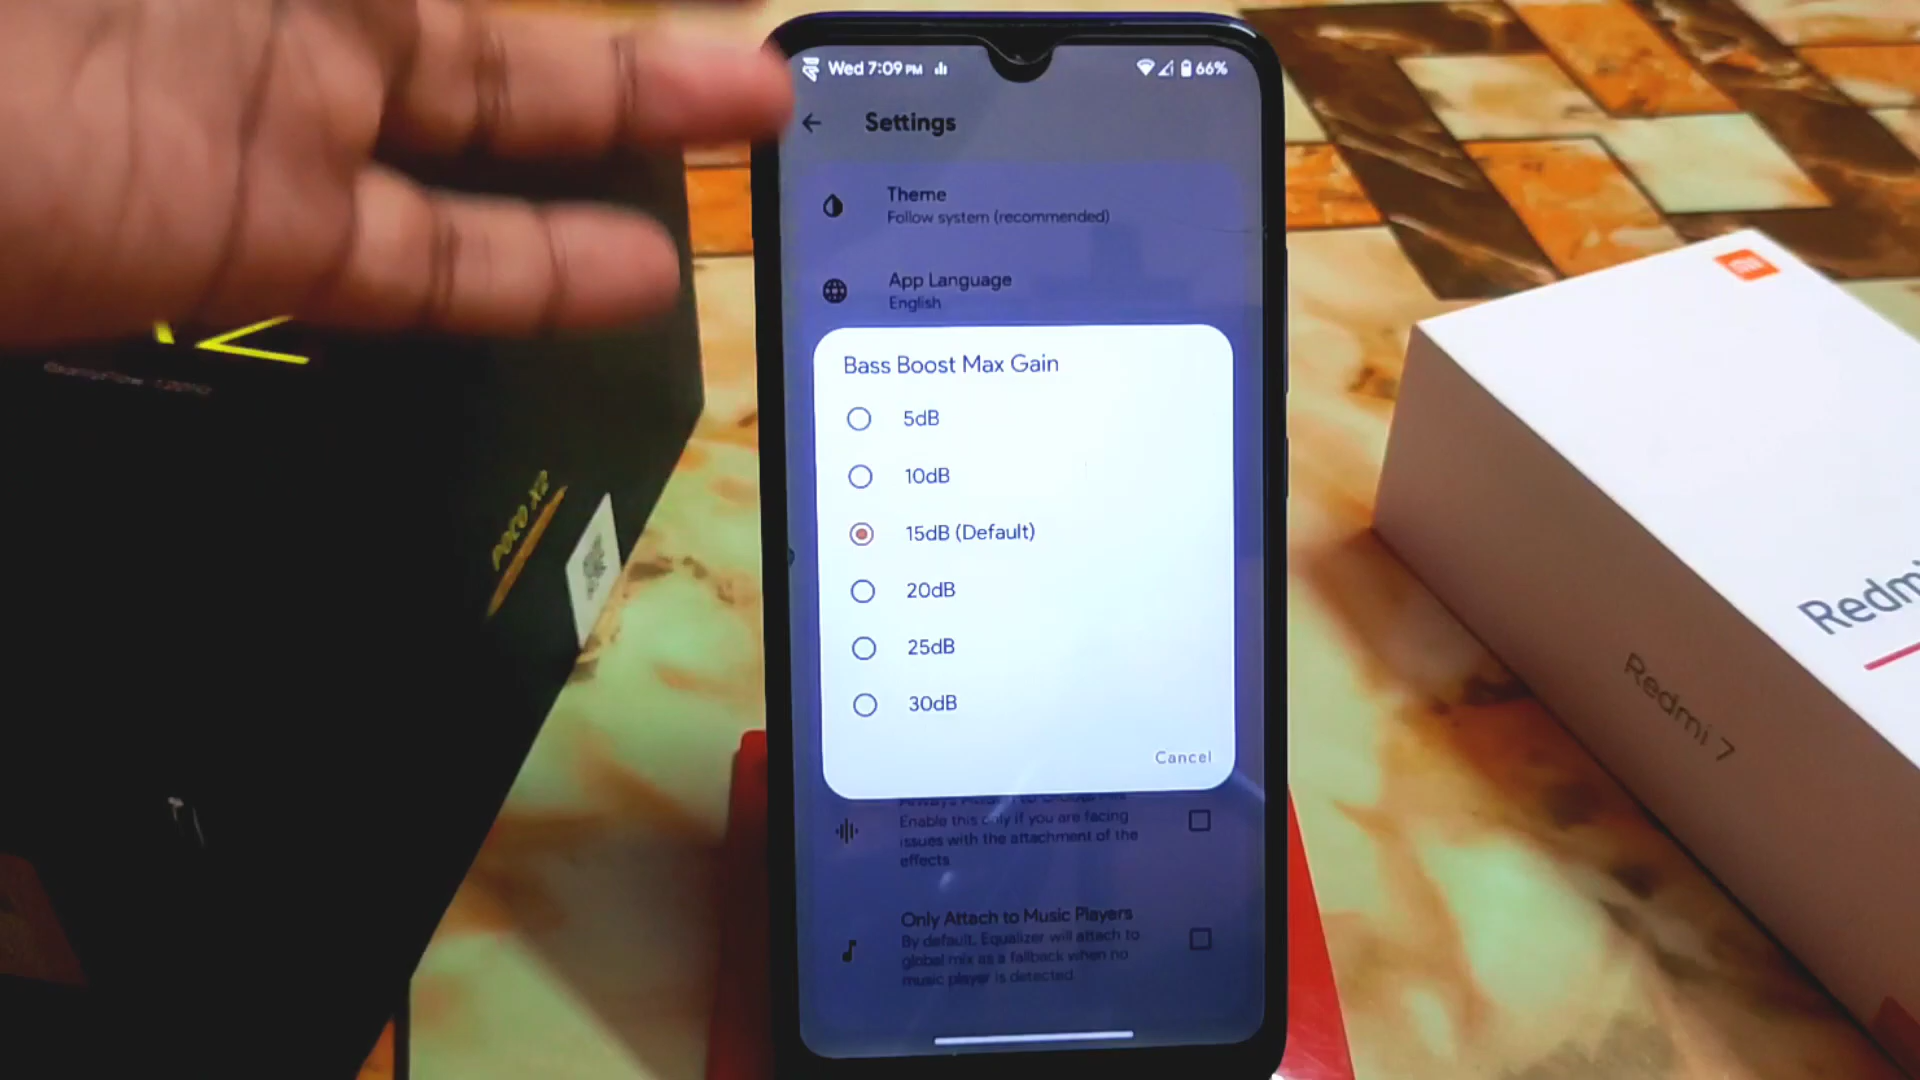 Wed 7:09 PM
66%
Settings
Theme
Follow system (recommended)
App Language
English
Bass Boost Max Gain
5dB
10dB
15dB (Default)
20dB
25dB
30dB
Cancel
Enable this only if you are facing
issues with the attachment of the
effects
Only Attach to Music Players
By default, Equalizer will attach to
global mix as a fallback when no
music player is detected.
POCO X2
mi
Redmi
Redmi 7